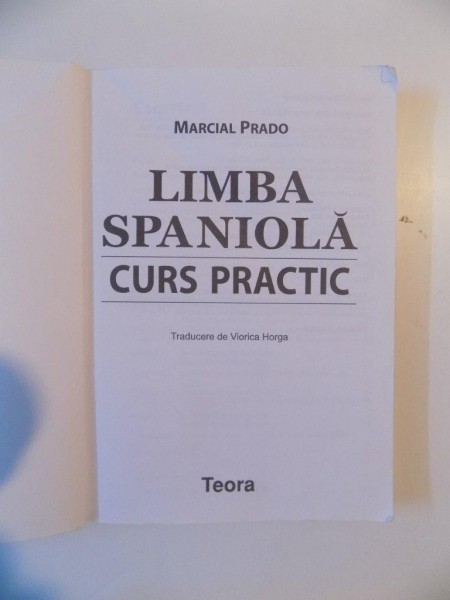 MARCIAL PRADO
LIMBA
SPANIOLĂ
CURS PRACTIC
Traducere de Viorica Horga
Teora